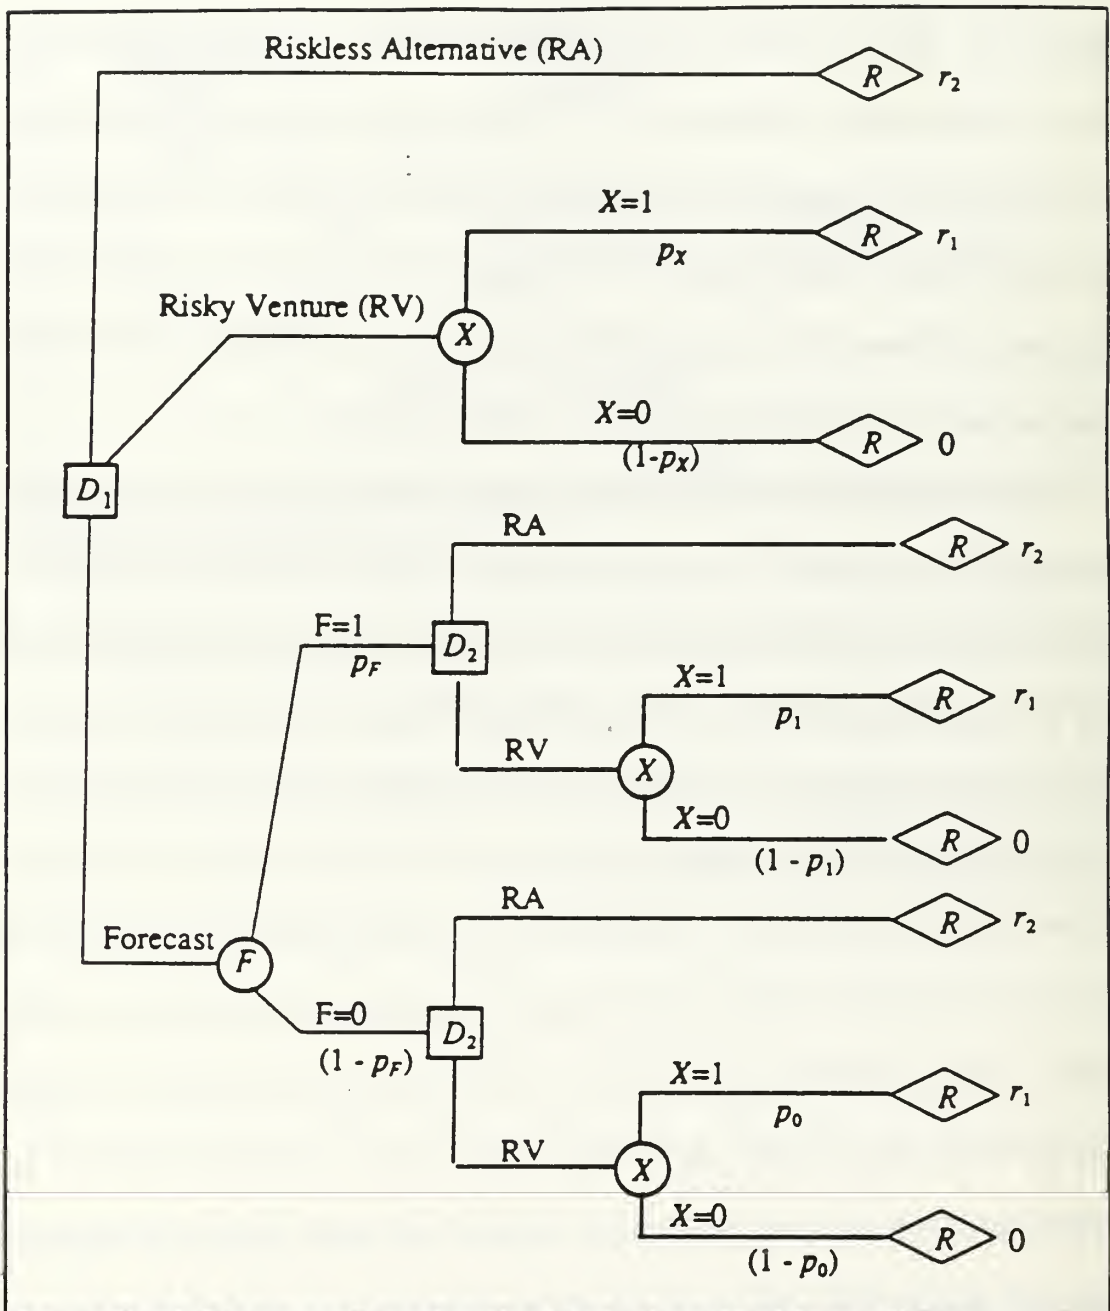 Riskless Alternative (RA)
R r₂
X=1
R r₁
pX
Risky Venture (RV)
X
X=0
R 0
(1-pX)
D₁
RA
R r₂
F=1
D₂
pF
X=1
R r₁
p₁
RV
X
X=0
R 0
(1 - p₁)
RA
R r₂
Forecast
F
F=0
D₂
(1 - pF)
X=1
R r₁
p₀
RV
X
X=0
R 0
(1 - p₀)